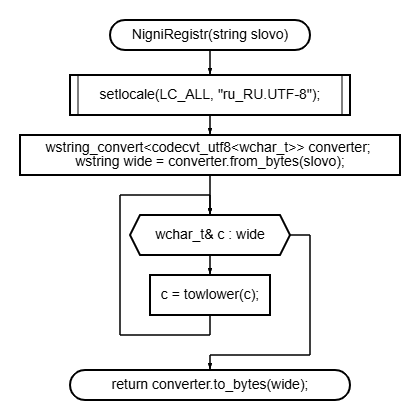 NigniRegistr(string slovo)
setlocale(LC_ALL, "ru_RU.UTF-8");
wstring_convert<codecvt_utf8<wchar_t>> converter;
wstring wide = converter.from_bytes(slovo);
wchar_t& c : wide
c = towlower(c);
return converter.to_bytes(wide);